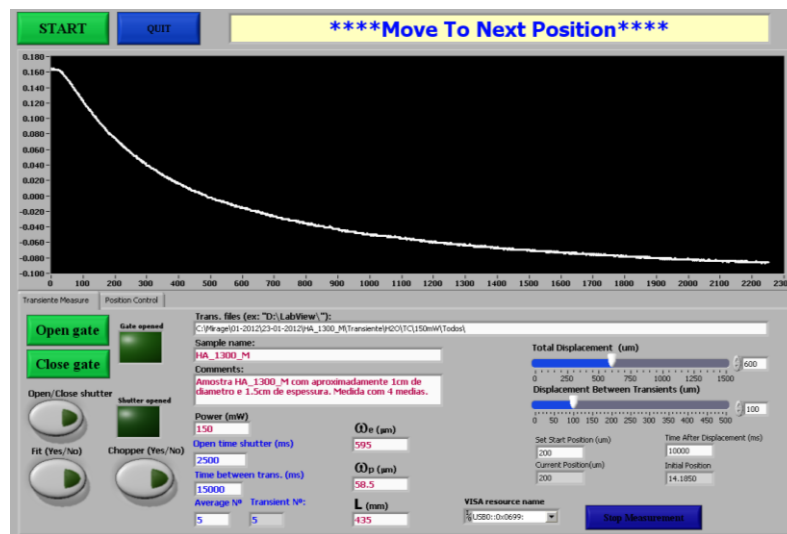 START
QUIT
****Move To Next Position****
0.180
0.160
0.140
0.120
0.100
0.080
0.060
0.040
0.020
0.000
-0.020
-0.040
-0.060
-0.080
-0.100
0 100 200 300 400 500 600 700 800 900 1000 1100 1200 1300 1400 1500 1600 1700 1800 1900 2000 2100 2200 2300
Transiente Measure Position Control
Open gate
Gate opened
Close gate
Open/Close shutter
Shutter opened
Fit (Yes/No)
Chopper (Yes/No)
Trans. files (ex: "D:\LabView\"):
C:\Mirage\01-2012\23-01-2012\HA_1300_M\Transiente\H2O\TC\150mW\Todos\
Sample name:
HA_1300_M
Comments:
Amostra HA_1300_M com aproximadamente 1cm de
diametro e 1.5cm de espessura. Medida com 4 medias.
Power (mW)
150
Open time shutter (ms)
2500
Time between trans. (ms)
15000
Average Nº Transient Nº:
5 5
ωe (µm)
595
ωp (µm)
58.5
L (mm)
435
Total Displacement (um)
600
0 250 500 750 1000 1250 1500
Displacement Between Transients (um)
100
0 50 100 150 200 250 300 350 400 450 500
Set Start Position (um)
200
Time After Displacement (ms)
10000
Current Position(um)
200
Initial Position
14.1850
VISA resource name
USB0::0x0699:
Stop Measurement